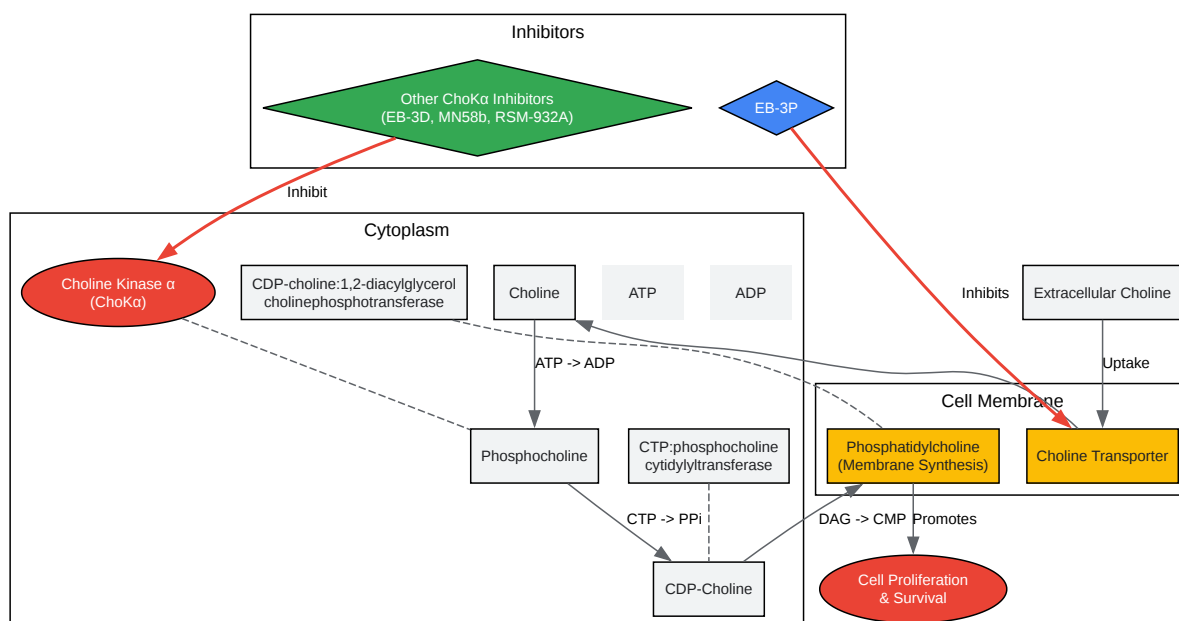 Inhibitors
Other ChoKα Inhibitors
(EB-3D, MN58b, RSM-932A)
EB-3P
Inhibit
Cytoplasm
Choline Kinase α
(ChoKα)
CDP-choline:1,2-diacylglycerol
cholinephosphotransferase
Choline
ATP
ADP
Inhibits
Extracellular Choline
ATP -> ADP
Uptake
Cell Membrane
Phosphocholine
CTP:phosphocholine
cytidylyltransferase
Phosphatidylcholine
(Membrane Synthesis)
Choline Transporter
CTP -> PPi
DAG -> CMP
Promotes
CDP-Choline
Cell Proliferation
& Survival